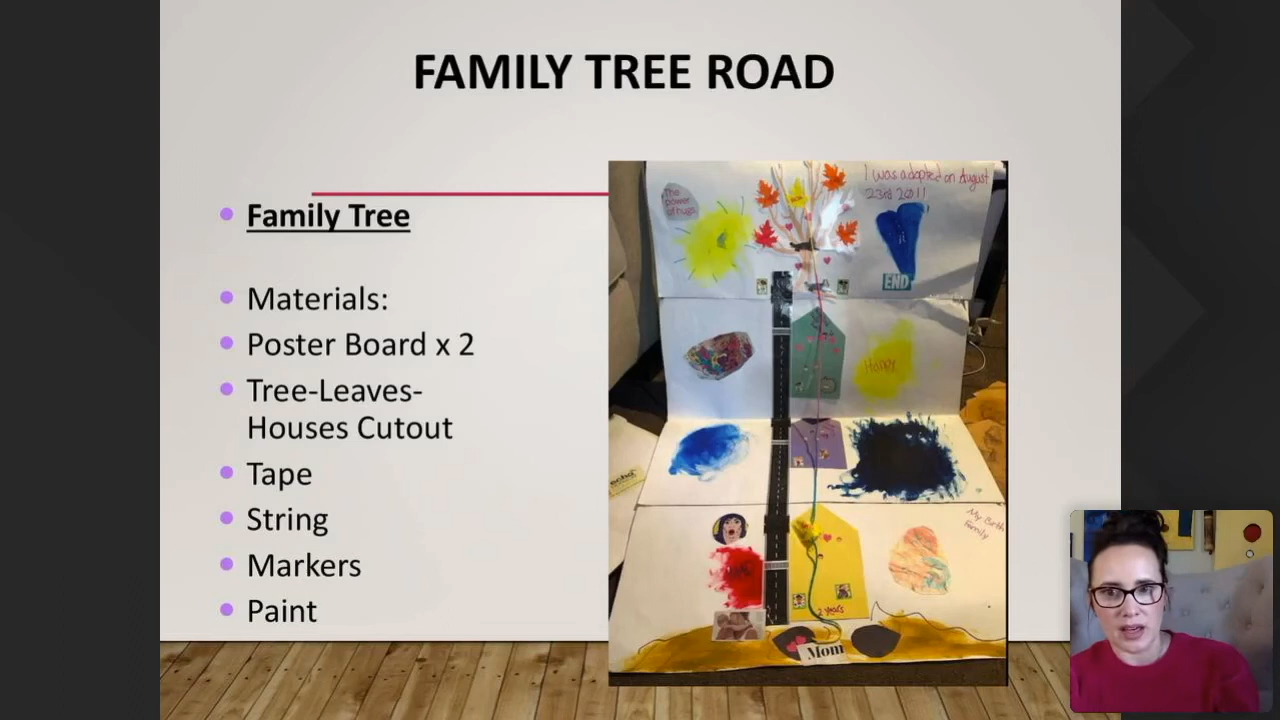 FAMILY TREE ROAD
Family Tree
Materials:
Poster Board x 2
Tree-Leaves-
Houses Cutout
Tape
String
Markers
Paint
The
power
of hugs
I was adopted on August
23rd 2011
END
Happy
My Birth
Family
2 years
Mom